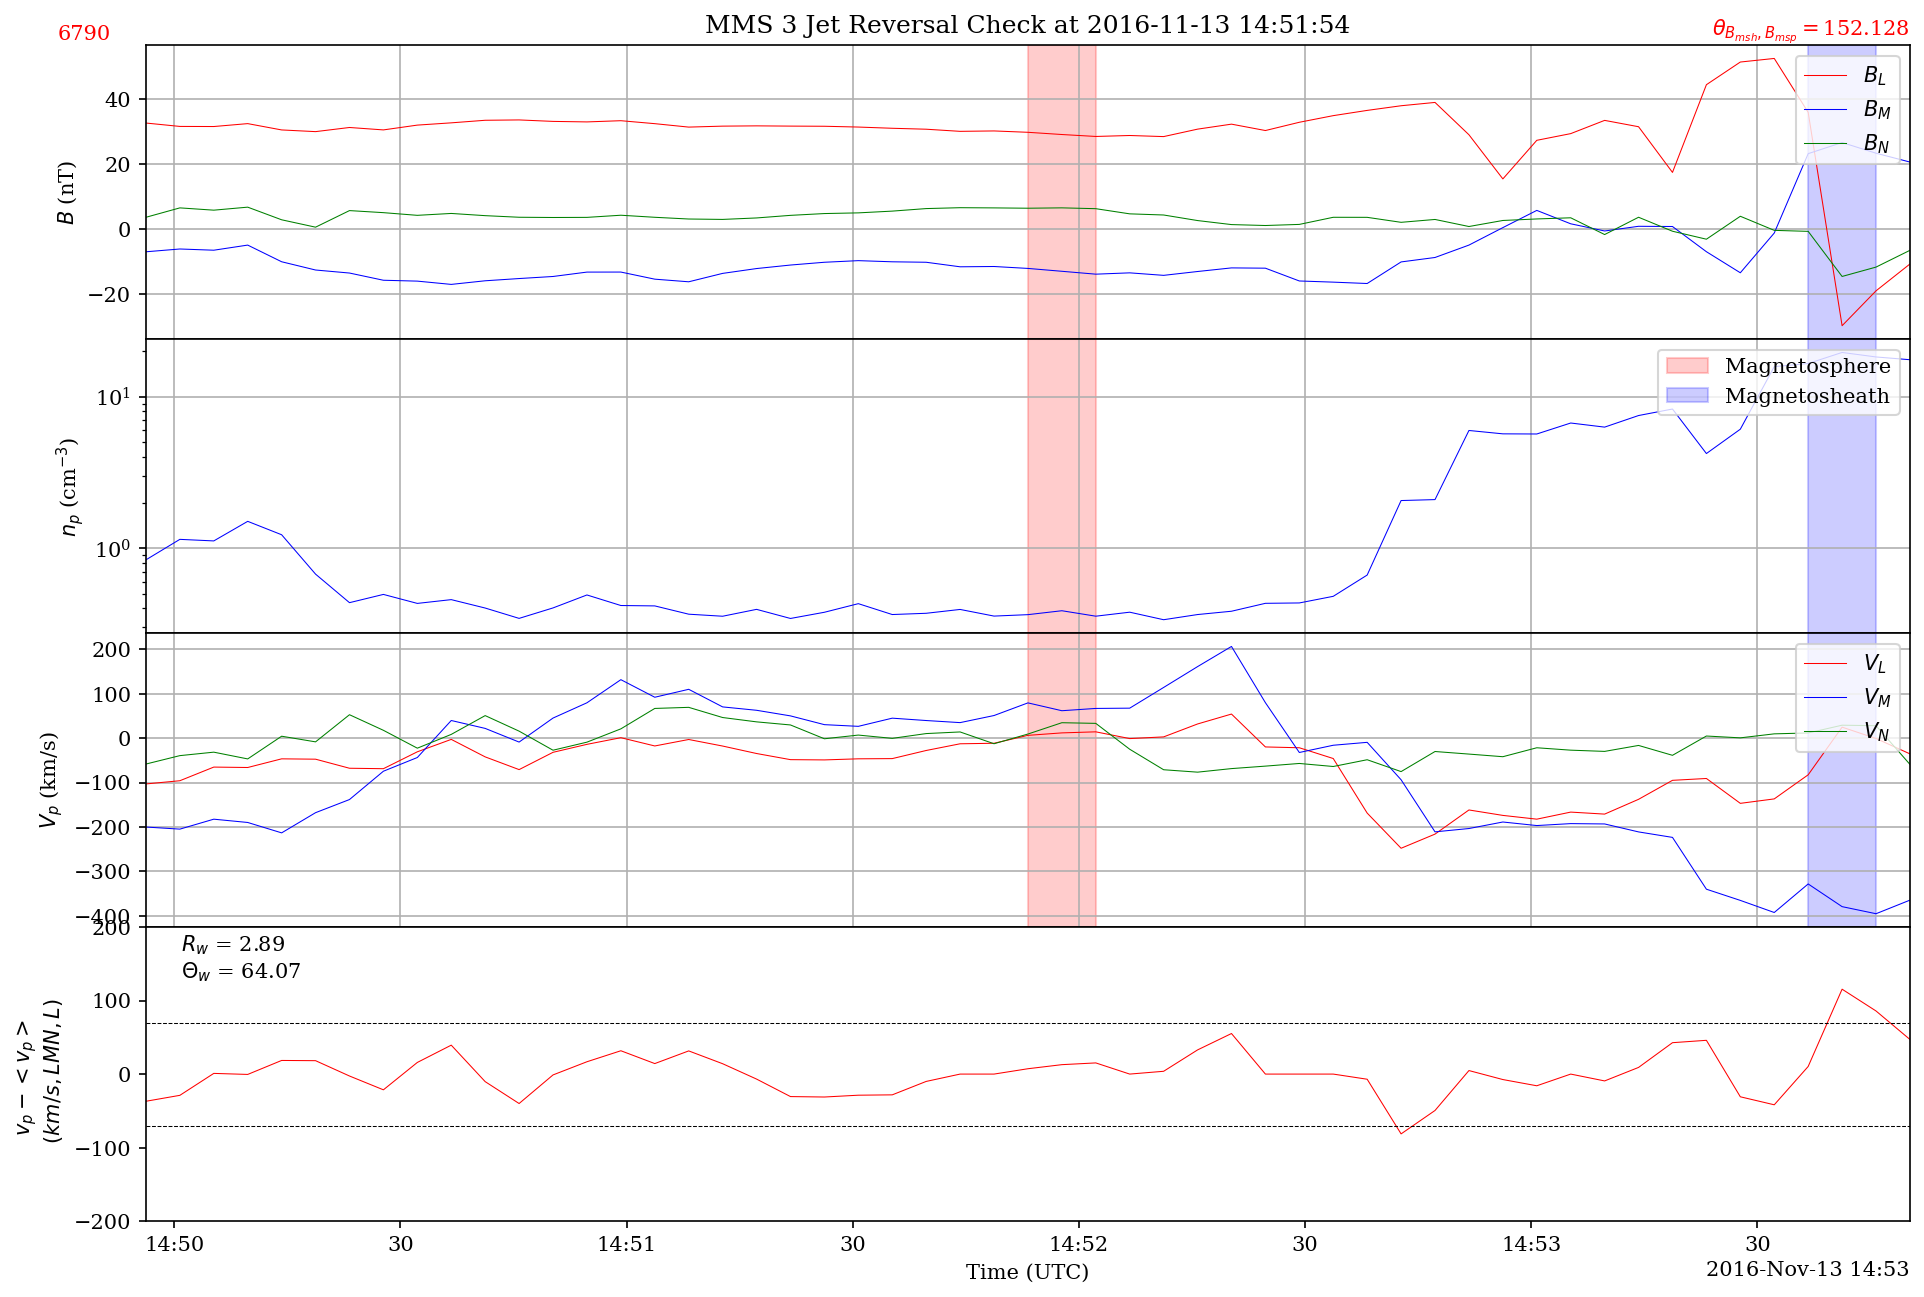 MMS 3 Jet Reversal Check at 2016-11-13 14:51:54
6790
θ_{B_{msh}, B_{msp}} = 152.128
B (nT)
40
20
0
−20
B_L
B_M
B_N
n_p (cm^{−3})
10^1
10^0
Magnetosphere
Magnetosheath
V_p (km/s)
200
100
0
−100
−200
−300
−400
V_L
V_M
V_N
v_p − <v_p>
(km/s, LMN, L)
200
100
0
−100
−200
R_w = 2.89
Θ_w = 64.07
14:50 30 14:51 30 14:52 30 14:53 30
Time (UTC)
2016-Nov-13 14:53